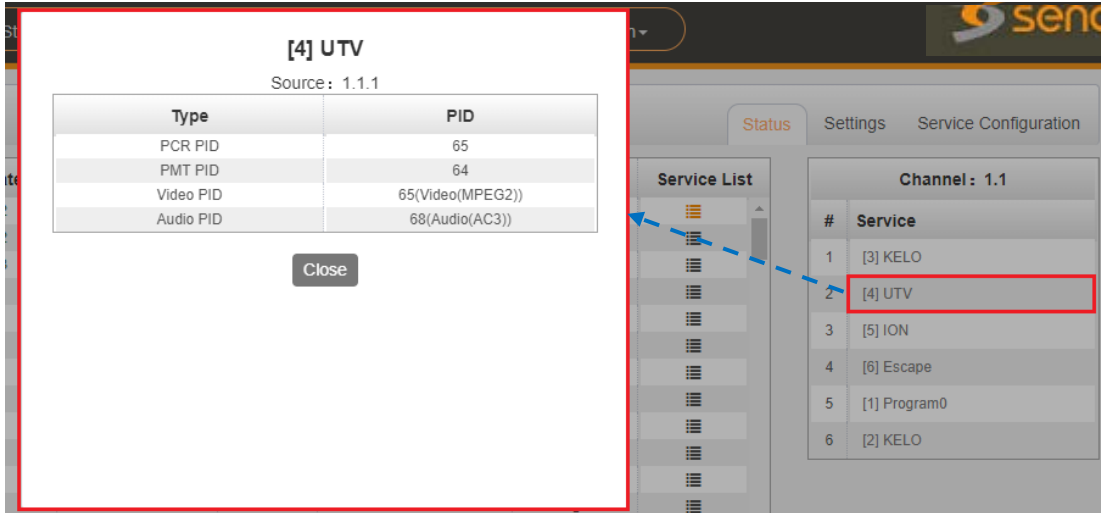 [4] UTV
Source：1.1.1
Type PID
PCR PID 65
PMT PID 64
Video PID 65(Video(MPEG2))
Audio PID 68(Audio(AC3))
Close
Status Settings Service Configuration
Service List
Channel：1.1
# Service
1 [3] KELO
2 [4] UTV
3 [5] ION
4 [6] Escape
5 [1] Program0
6 [2] KELO